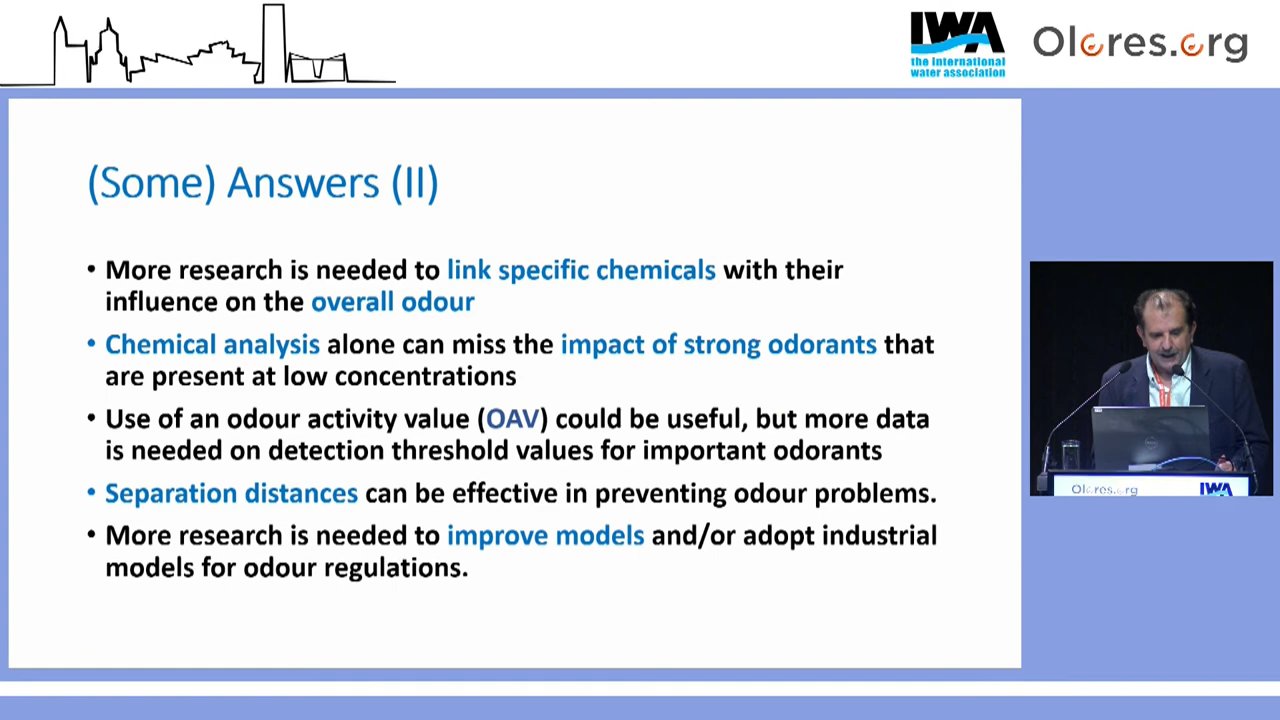 IWA
the international
water association
Olores.org
(Some) Answers (II)
• More research is needed to link specific chemicals with their
influence on the overall odour
• Chemical analysis alone can miss the impact of strong odorants that
are present at low concentrations
• Use of an odour activity value (OAV) could be useful, but more data
is needed on detection threshold values for important odorants
• Separation distances can be effective in preventing odour problems.
• More research is needed to improve models and/or adopt industrial
models for odour regulations.
Olores.org
IWA